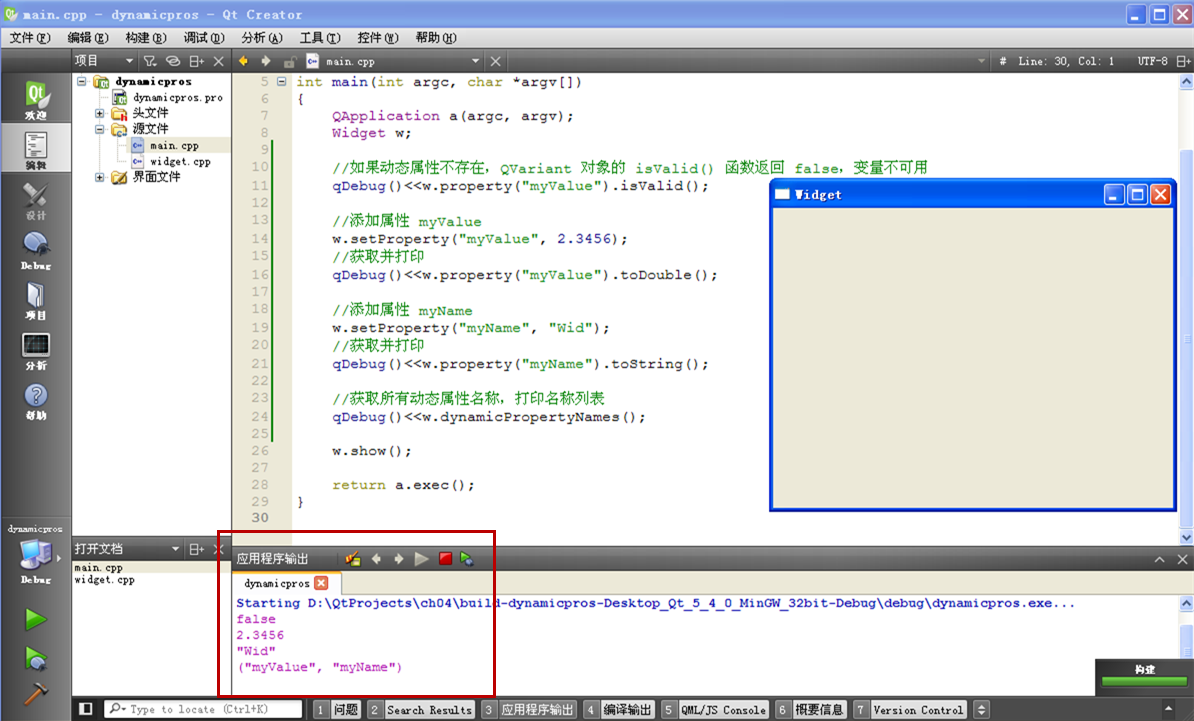 main.cpp - dynamicpros - Qt Creator
文件(F) 编辑(E) 构建(B) 调试(D) 分析(A) 工具(T) 控件(W) 帮助(H)
项目
main.cpp
# Line: 30, Col: 1 UTF-8
欢迎
编辑
设计
Debug
项目
分析
帮助
dynamicpros
dynamicpros.pro
头文件
源文件
main.cpp
widget.cpp
界面文件
5 int main(int argc, char *argv[])
6 {
7 QApplication a(argc, argv);
8 Widget w;
9
10 //如果动态属性不存在，QVariant 对象的 isValid() 函数返回 false，变量不可用
11 qDebug()<<w.property("myValue").isValid();
12
13 //添加属性 myValue
14 w.setProperty("myValue", 2.3456);
15 //获取并打印
16 qDebug()<<w.property("myValue").toDouble();
17
18 //添加属性 myName
19 w.setProperty("myName", "Wid");
20 //获取并打印
21 qDebug()<<w.property("myName").toString();
22
23 //获取所有动态属性名称，打印名称列表
24 qDebug()<<w.dynamicPropertyNames();
25
26 w.show();
27
28 return a.exec();
29 }
30
Widget
dynamicpros
Debug
打开文档
main.cpp
widget.cpp
应用程序输出
dynamicpros
Starting D:\QtProjects\ch04\build-dynamicpros-Desktop_Qt_5_4_0_MinGW_32bit-Debug\debug\dynamicpros.exe...
false
2.3456
"Wid"
("myValue", "myName")
构建
Type to locate (Ctrl+K)
1 问题 2 Search Results 3 应用程序输出 4 编译输出 5 QML/JS Console 6 概要信息 7 Version Control